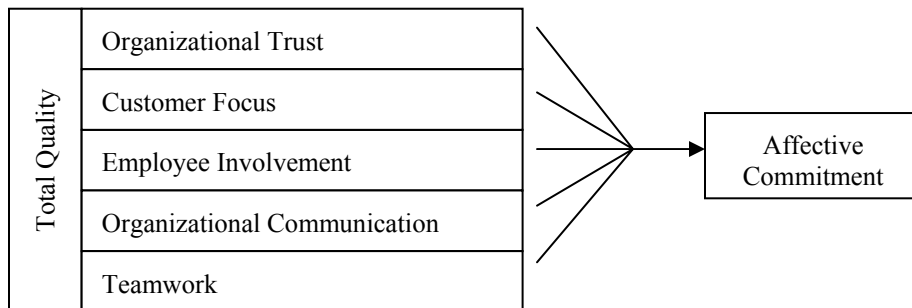 Total Quality
Organizational Trust
Customer Focus
Employee Involvement
Organizational Communication
Teamwork
Affective
Commitment